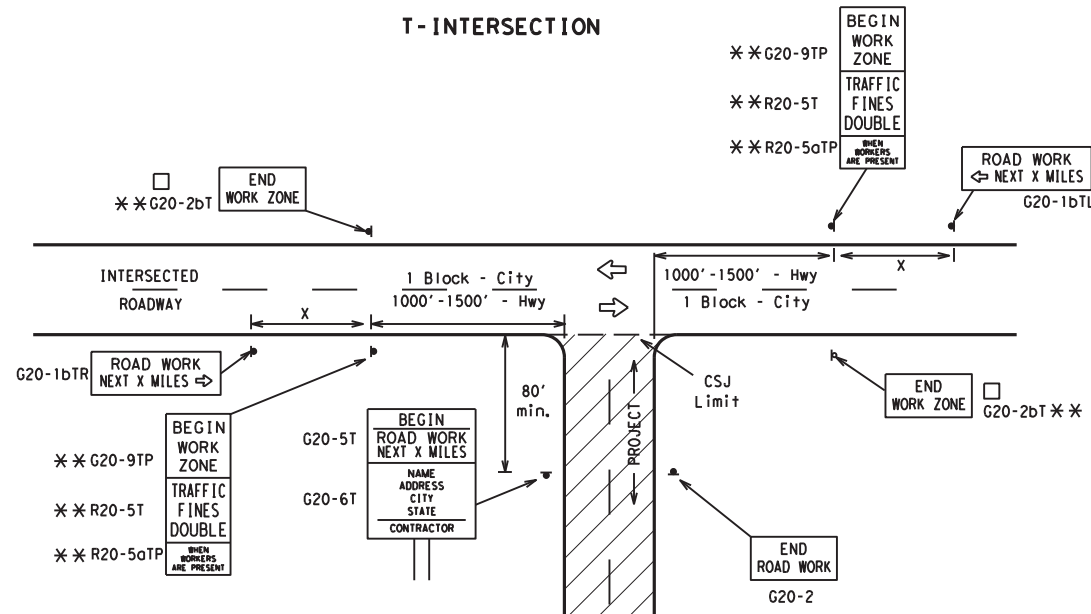 T-INTERSECTION
BEGIN
WORK
ZONE
TRAFFIC
FINES
DOUBLE
WHEN
WORKERS
ARE PRESENT
**G20-9TP
**R20-5T
**R20-5aTP
ROAD WORK
⇦ NEXT X MILES
G20-1bTL
□
**G20-2bT
END
WORK ZONE
INTERSECTED
ROADWAY
1 Block - City
1000'-1500' - Hwy
X
1000'-1500' - Hwy
1 Block - City
X
G20-1bTR
ROAD WORK
NEXT X MILES ⇨
80'
min.
CSJ
Limit
PROJECT
END
WORK ZONE
□
G20-2bT **
**G20-9TP
**R20-5T
**R20-5aTP
BEGIN
WORK
ZONE
TRAFFIC
FINES
DOUBLE
WHEN
WORKERS
ARE PRESENT
G20-5T
G20-6T
BEGIN
ROAD WORK
NEXT X MILES
NAME
ADDRESS
CITY
STATE
CONTRACTOR
END
ROAD WORK
G20-2